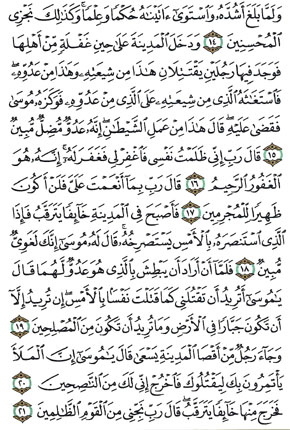 وَلَمَّا بَلَغَ أَشُدَّهُۥ وَٱسْتَوَىٰٓ ءَاتَيْنَٰهُ حُكْمًا وَعِلْمًا ۚ وَكَذَٰلِكَ نَجْزِى
ٱلْمُحْسِنِينَ ١٤ وَدَخَلَ ٱلْمَدِينَةَ عَلَىٰ حِينِ غَفْلَةٍ مِّنْ أَهْلِهَا
فَوَجَدَ فِيهَا رَجُلَيْنِ يَقْتَتِلَانِ هَٰذَا مِن شِيعَتِهِۦ وَهَٰذَا مِنْ عَدُوِّهِۦ ۖ
فَٱسْتَغَٰثَهُ ٱلَّذِى مِن شِيعَتِهِۦ عَلَى ٱلَّذِى مِنْ عَدُوِّهِۦ فَوَكَزَهُۥ مُوسَىٰ
فَقَضَىٰ عَلَيْهِ ۖ قَالَ هَٰذَا مِنْ عَمَلِ ٱلشَّيْطَٰنِ ۖ إِنَّهُۥ عَدُوٌّ مُّضِلٌّ مُّبِينٌ
١٥ قَالَ رَبِّ إِنِّى ظَلَمْتُ نَفْسِى فَٱغْفِرْ لِى فَغَفَرَ لَهُۥٓ ۚ إِنَّهُۥ هُوَ
ٱلْغَفُورُ ٱلرَّحِيمُ ١٦ قَالَ رَبِّ بِمَآ أَنْعَمْتَ عَلَىَّ فَلَنْ أَكُونَ
ظَهِيرًا لِّلْمُجْرِمِينَ ١٧ فَأَصْبَحَ فِى ٱلْمَدِينَةِ خَآئِفًا يَتَرَقَّبُ فَإِذَا
ٱلَّذِى ٱسْتَنصَرَهُۥ بِٱلْأَمْسِ يَسْتَصْرِخُهُۥ ۚ قَالَ لَهُۥ مُوسَىٰٓ إِنَّكَ لَغَوِىٌّ
مُّبِينٌ ١٨ فَلَمَّآ أَنْ أَرَادَ أَن يَبْطِشَ بِٱلَّذِى هُوَ عَدُوٌّ لَّهُمَا قَالَ
يَٰمُوسَىٰٓ أَتُرِيدُ أَن تَقْتُلَنِى كَمَا قَتَلْتَ نَفْسًۢا بِٱلْأَمْسِ ۖ إِن تُرِيدُ إِلَّآ
أَن تَكُونَ جَبَّارًا فِى ٱلْأَرْضِ وَمَا تُرِيدُ أَن تَكُونَ مِنَ ٱلْمُصْلِحِينَ ١٩
وَجَآءَ رَجُلٌ مِّنْ أَقْصَا ٱلْمَدِينَةِ يَسْعَىٰ قَالَ يَٰمُوسَىٰٓ إِنَّ ٱلْمَلَأَ
يَأْتَمِرُونَ بِكَ لِيَقْتُلُوكَ فَٱخْرُجْ إِنِّى لَكَ مِنَ ٱلنَّٰصِحِينَ ٢٠
فَخَرَجَ مِنْهَا خَآئِفًا يَتَرَقَّبُ ۖ قَالَ رَبِّ نَجِّنِى مِنَ ٱلْقَوْمِ ٱلظَّٰلِمِينَ ٢١